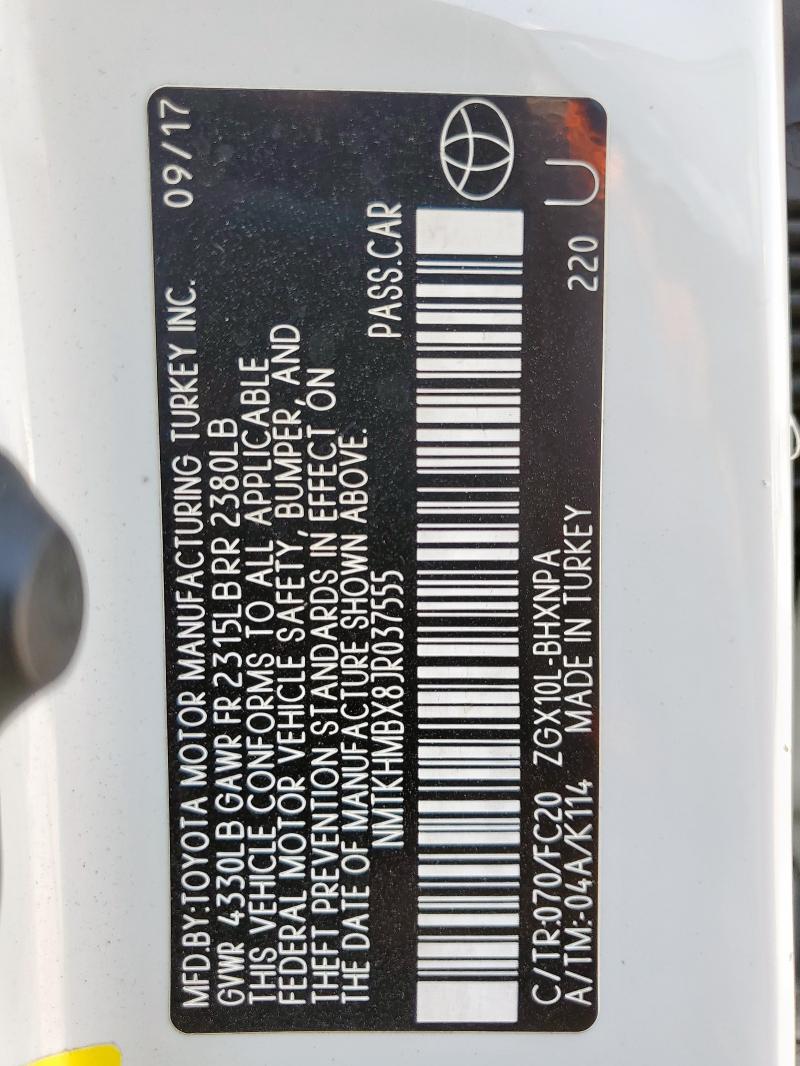 MFD.BY:TOYOTA MOTOR MANUFACTURING TURKEY INC. 09/17
GVWR 4330LB GAWR FR 2315LB RR 2380LB
THIS VEHICLE CONFORMS TO ALL APPLICABLE
FEDERAL MOTOR VEHICLE SAFETY, BUMPER, AND
THEFT PREVENTION STANDARDS IN EFFECT ON
THE DATE OF MANUFACTURE SHOWN ABOVE.
NMTKHMBX8JR037555 PASS.CAR
C/TR:070/FC20 ZGX10L-BHXNPA
A/TM:-04A/K114 MADE IN TURKEY 220 U